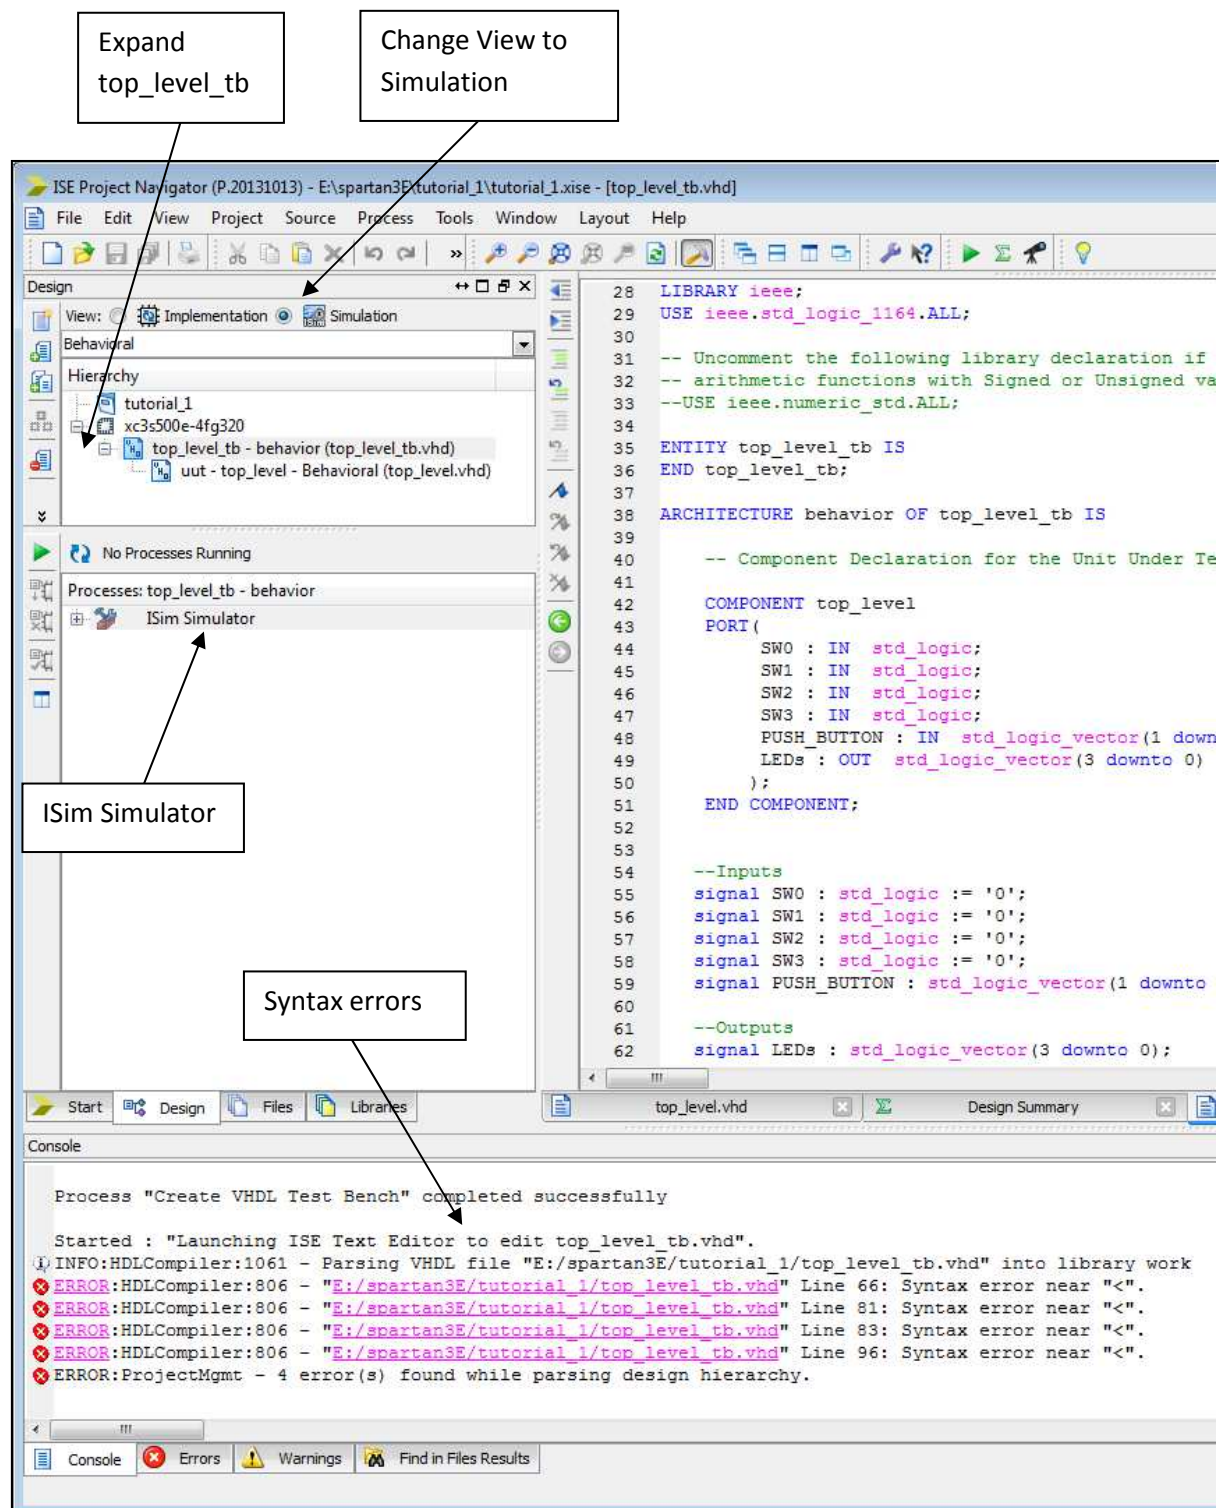 Expand
top_level_tb
Change View to
Simulation
ISE Project Navigator (P.20131013) - E:\spartan3E\tutorial_1\tutorial_1.xise - [top_level_tb.vhd]
File Edit View Project Source Process Tools Window Layout Help
Design
View: Implementation Simulation
Behavioral
Hierarchy
tutorial_1
xc3s500e-4fg320
top_level_tb - behavior (top_level_tb.vhd)
uut - top_level - Behavioral (top_level.vhd)
No Processes Running
Processes: top_level_tb - behavior
ISim Simulator
ISim Simulator
Syntax errors
28 LIBRARY ieee;
29 USE ieee.std_logic_1164.ALL;
30
31 -- Uncomment the following library declaration if
32 -- arithmetic functions with Signed or Unsigned va
33 --USE ieee.numeric_std.ALL;
34
35 ENTITY top_level_tb IS
36 END top_level_tb;
37
38 ARCHITECTURE behavior OF top_level_tb IS
39
40 -- Component Declaration for the Unit Under Te
41
42 COMPONENT top_level
43 PORT(
44 SW0 : IN std_logic;
45 SW1 : IN std_logic;
46 SW2 : IN std_logic;
47 SW3 : IN std_logic;
48 PUSH_BUTTON : IN std_logic_vector(1 down
49 LEDs : OUT std_logic_vector(3 downto 0)
50 );
51 END COMPONENT;
52
53
54 --Inputs
55 signal SW0 : std_logic := '0';
56 signal SW1 : std_logic := '0';
57 signal SW2 : std_logic := '0';
58 signal SW3 : std_logic := '0';
59 signal PUSH_BUTTON : std_logic_vector(1 downto
60
61 --Outputs
62 signal LEDs : std_logic_vector(3 downto 0);
Start Design Files Libraries
top_level.vhd Design Summary
Console
Process "Create VHDL Test Bench" completed successfully
Started : "Launching ISE Text Editor to edit top_level_tb.vhd".
INFO:HDLCompiler:1061 - Parsing VHDL file "E:/spartan3E/tutorial_1/top_level_tb.vhd" into library work
ERROR:HDLCompiler:806 - "E:/spartan3E/tutorial_1/top_level_tb.vhd" Line 66: Syntax error near "<".
ERROR:HDLCompiler:806 - "E:/spartan3E/tutorial_1/top_level_tb.vhd" Line 81: Syntax error near "<".
ERROR:HDLCompiler:806 - "E:/spartan3E/tutorial_1/top_level_tb.vhd" Line 83: Syntax error near "<".
ERROR:HDLCompiler:806 - "E:/spartan3E/tutorial_1/top_level_tb.vhd" Line 96: Syntax error near "<".
ERROR:ProjectMgmt - 4 error(s) found while parsing design hierarchy.
Console Errors Warnings Find in Files Results